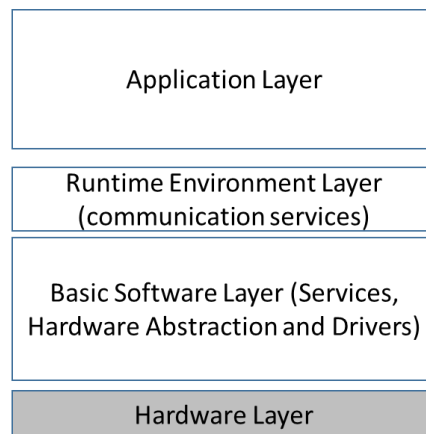 Application Layer
Runtime Environment Layer
(communication services)
Basic Software Layer (Services,
Hardware Abstraction and Drivers)
Hardware Layer